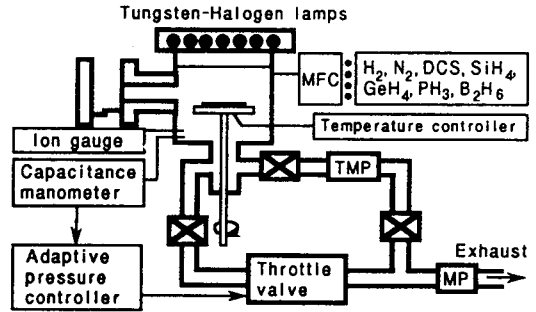 Tungsten-Halogen lamps
MFC
H₂, N₂, DCS, SiH₄,
GeH₄, PH₃, B₂H₆
Ion gauge
Temperature controller
Capacitance
manometer
TMP
Adaptive
pressure
controller
Throttle
valve
Exhaust
MP